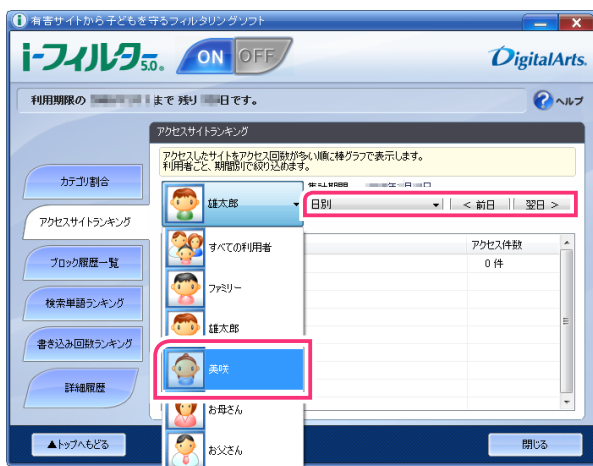 有害サイトから子どもを守るフィルタリングソフト
i-フィルター5.0. ON OFF DigitalArts.
利用期限の まで 残り 日です。 ヘルプ
アクセスサイトランキング
アクセスしたサイトをアクセス回数が多い順に棒グラフで表示します。
利用者ごと、期間別で絞り込めます。
カテゴリ割合
アクセスサイトランキング
ブロック履歴一覧
検索単語ランキング
書き込み回数ランキング
詳細履歴
集計期間
雄太郎
日別 < 前日 翌日 >
アクセス件数
0 件
すべての利用者
ファミリー
雄太郎
美咲
お母さん
お父さん
▲トップへもどる
閉じる